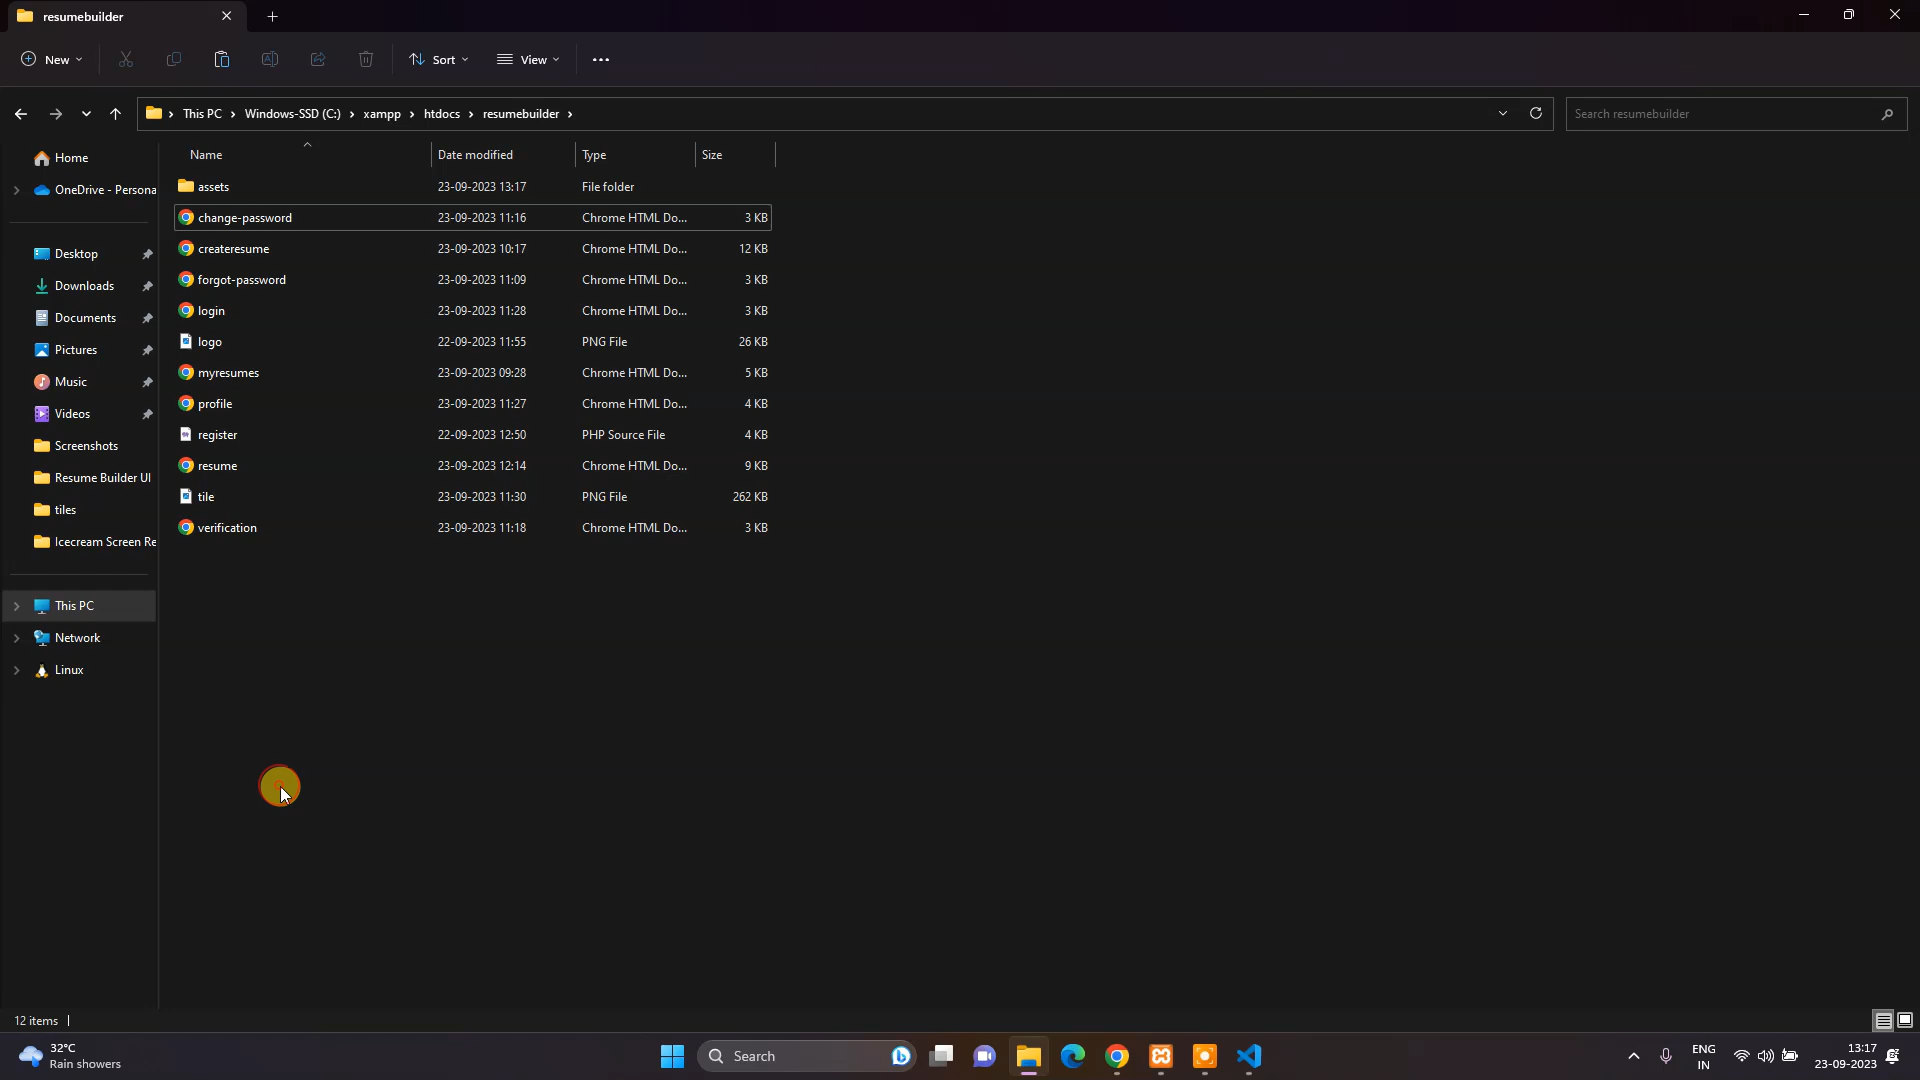 resumebuilder
New
Sort
View
This PC
Windows-SSD (C:)
xampp
htdocs
resumebuilder
Search resumebuilder
Name
Date modified
Type
Size
assets 23-09-2023 13:17 File folder
change-password 23-09-2023 11:16 Chrome HTML Do... 3 KB
createresume 23-09-2023 10:17 Chrome HTML Do... 12 KB
forgot-password 23-09-2023 11:09 Chrome HTML Do... 3 KB
login 23-09-2023 11:28 Chrome HTML Do... 3 KB
logo 22-09-2023 11:55 PNG File 26 KB
myresumes 23-09-2023 09:28 Chrome HTML Do... 5 KB
profile 23-09-2023 11:27 Chrome HTML Do... 4 KB
register 22-09-2023 12:50 PHP Source File 4 KB
resume 23-09-2023 12:14 Chrome HTML Do... 9 KB
tile 23-09-2023 11:30 PNG File 262 KB
verification 23-09-2023 11:18 Chrome HTML Do... 3 KB
Home
OneDrive - Persona
Desktop
Downloads
Documents
Pictures
Music
Videos
Screenshots
Resume Builder UI
tiles
Icecream Screen Re
This PC
Network
Linux
12 items
32°C
Rain showers
Search
ENG
IN
13:17
23-09-2023